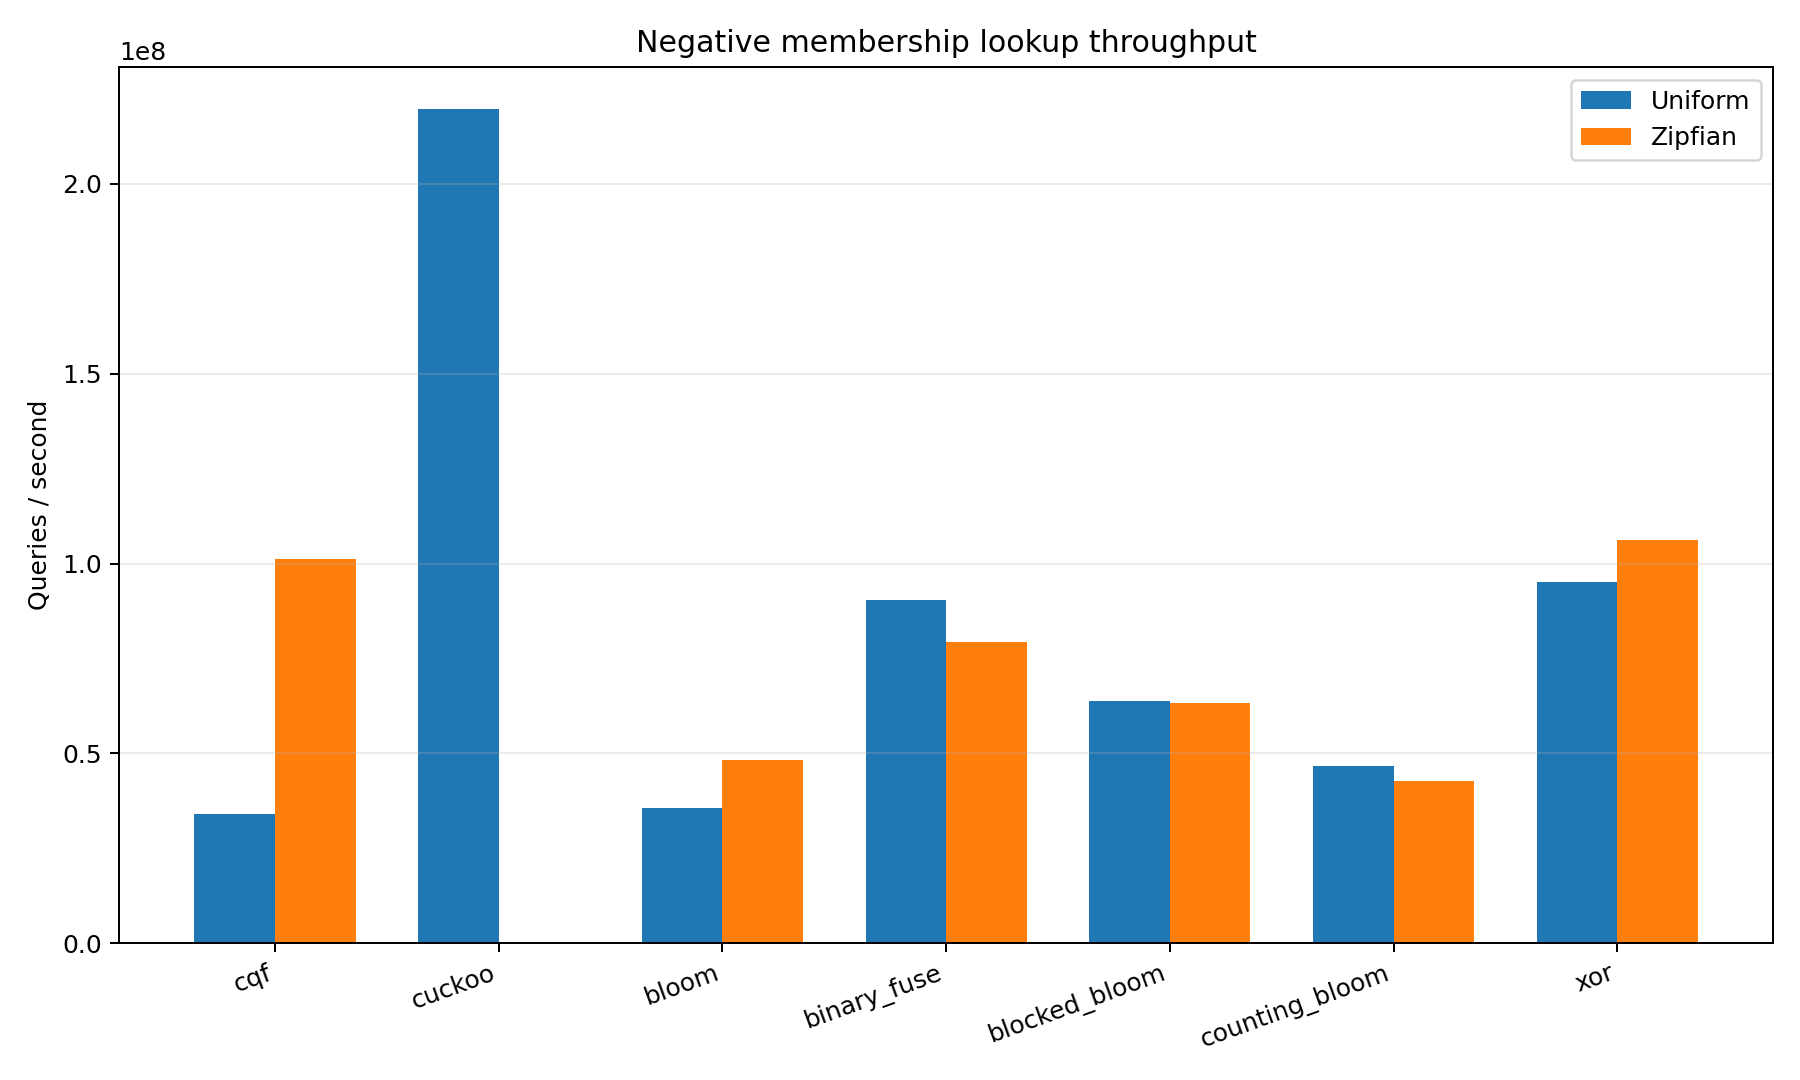 Negative membership lookup throughput
1e8
Uniform
Zipfian
2.0
1.5
1.0
0.5
0.0
Queries / second
cqf
cuckoo
bloom
binary_fuse
blocked_bloom
counting_bloom
xor